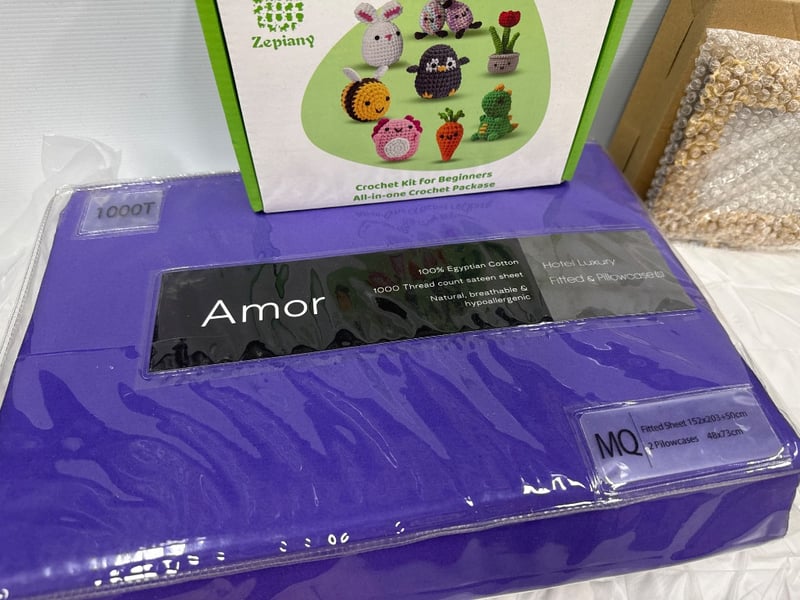 Zepiany
Crochet Kit for Beginners
All-in-one Crochet Package
1000T
Amor
100% Egyptian Cotton
1000 Thread count sateen sheet
Natural, breathable &
hypoallergenic
Hotel Luxury
Fitted & Pillowcases
MQ
Fitted Sheet 152x203+50cm
2 Pillowcases 48x73cm